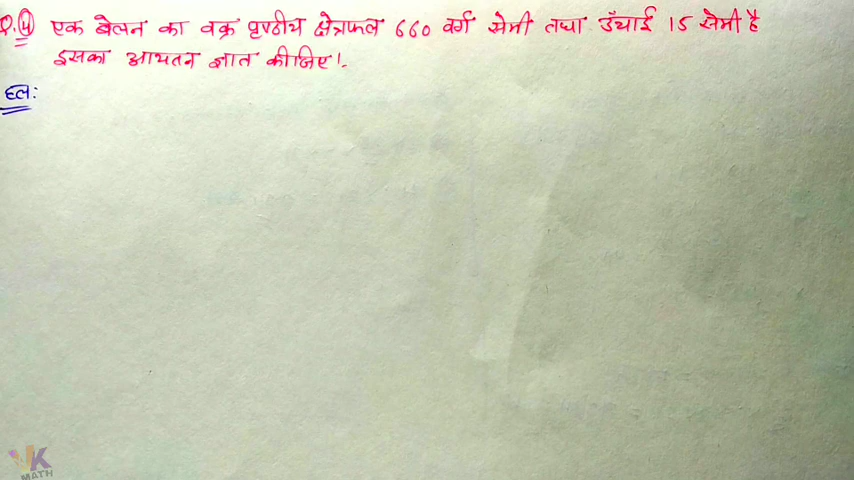 Q.④ एक बेलन का वक्र पृष्ठीय क्षेत्रफल 660 वर्ग सेमी तथा उँचाई 15 सेमी है
इसका आयतन ज्ञात कीजिए।.
हल:
VK
MATH